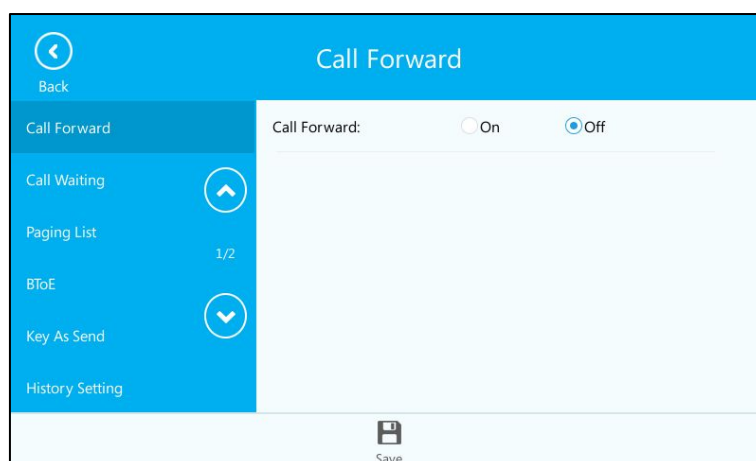 Call Forward
Back
Call Forward
Call Forward: On Off
Call Waiting
Paging List
1/2
BToE
Key As Send
History Setting
Save